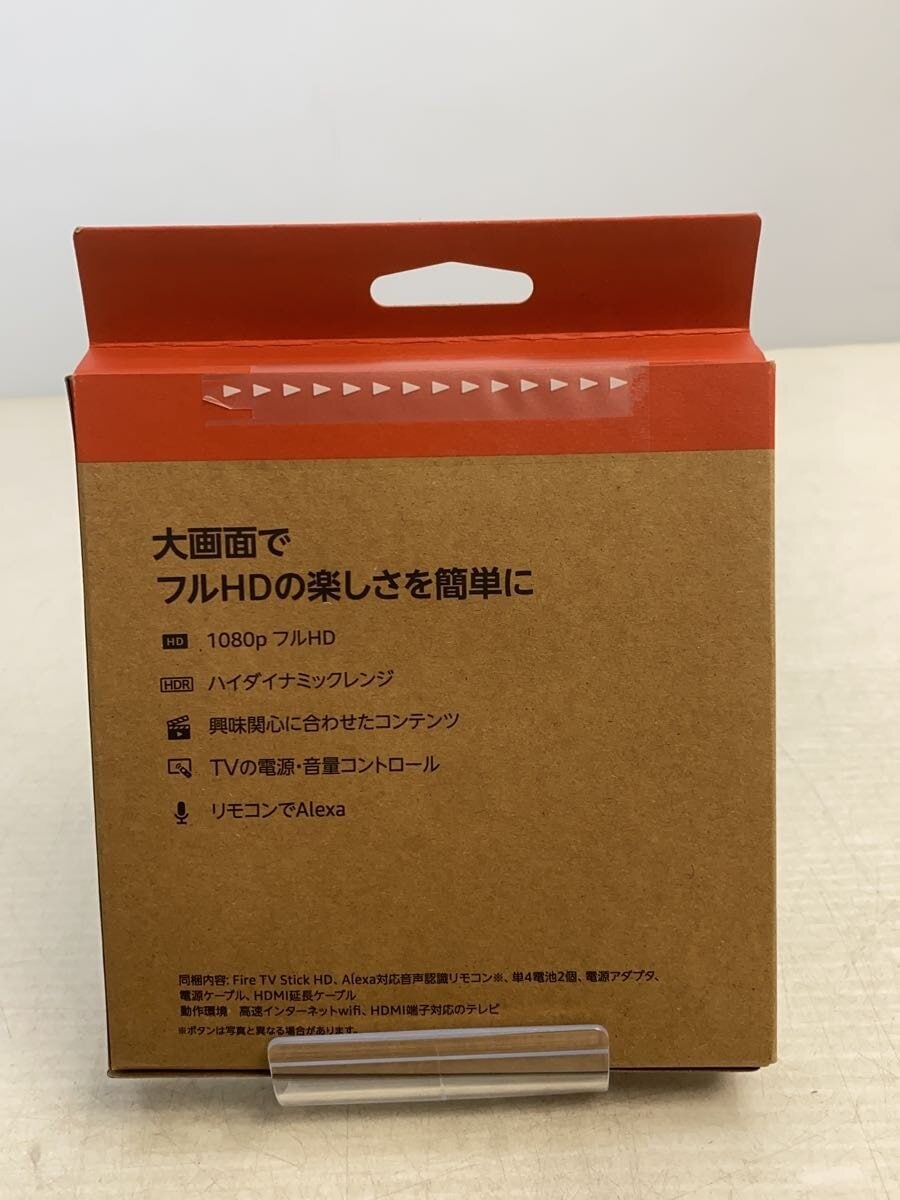 大画面で
フルHDの楽しさを簡単に
HD 1080p フルHD
HDR ハイダイナミックレンジ
興味関心に合わせたコンテンツ
TVの電源・音量コントロール
リモコンでAlexa
同梱内容: Fire TV Stick HD、Alexa対応音声認識リモコン※、単4電池2個、電源アダプタ、
電源ケーブル、HDMI延長ケーブル
動作環境 高速インターネットwifi、HDMI端子対応のテレビ
※ボタンは写真と異なる場合があります。